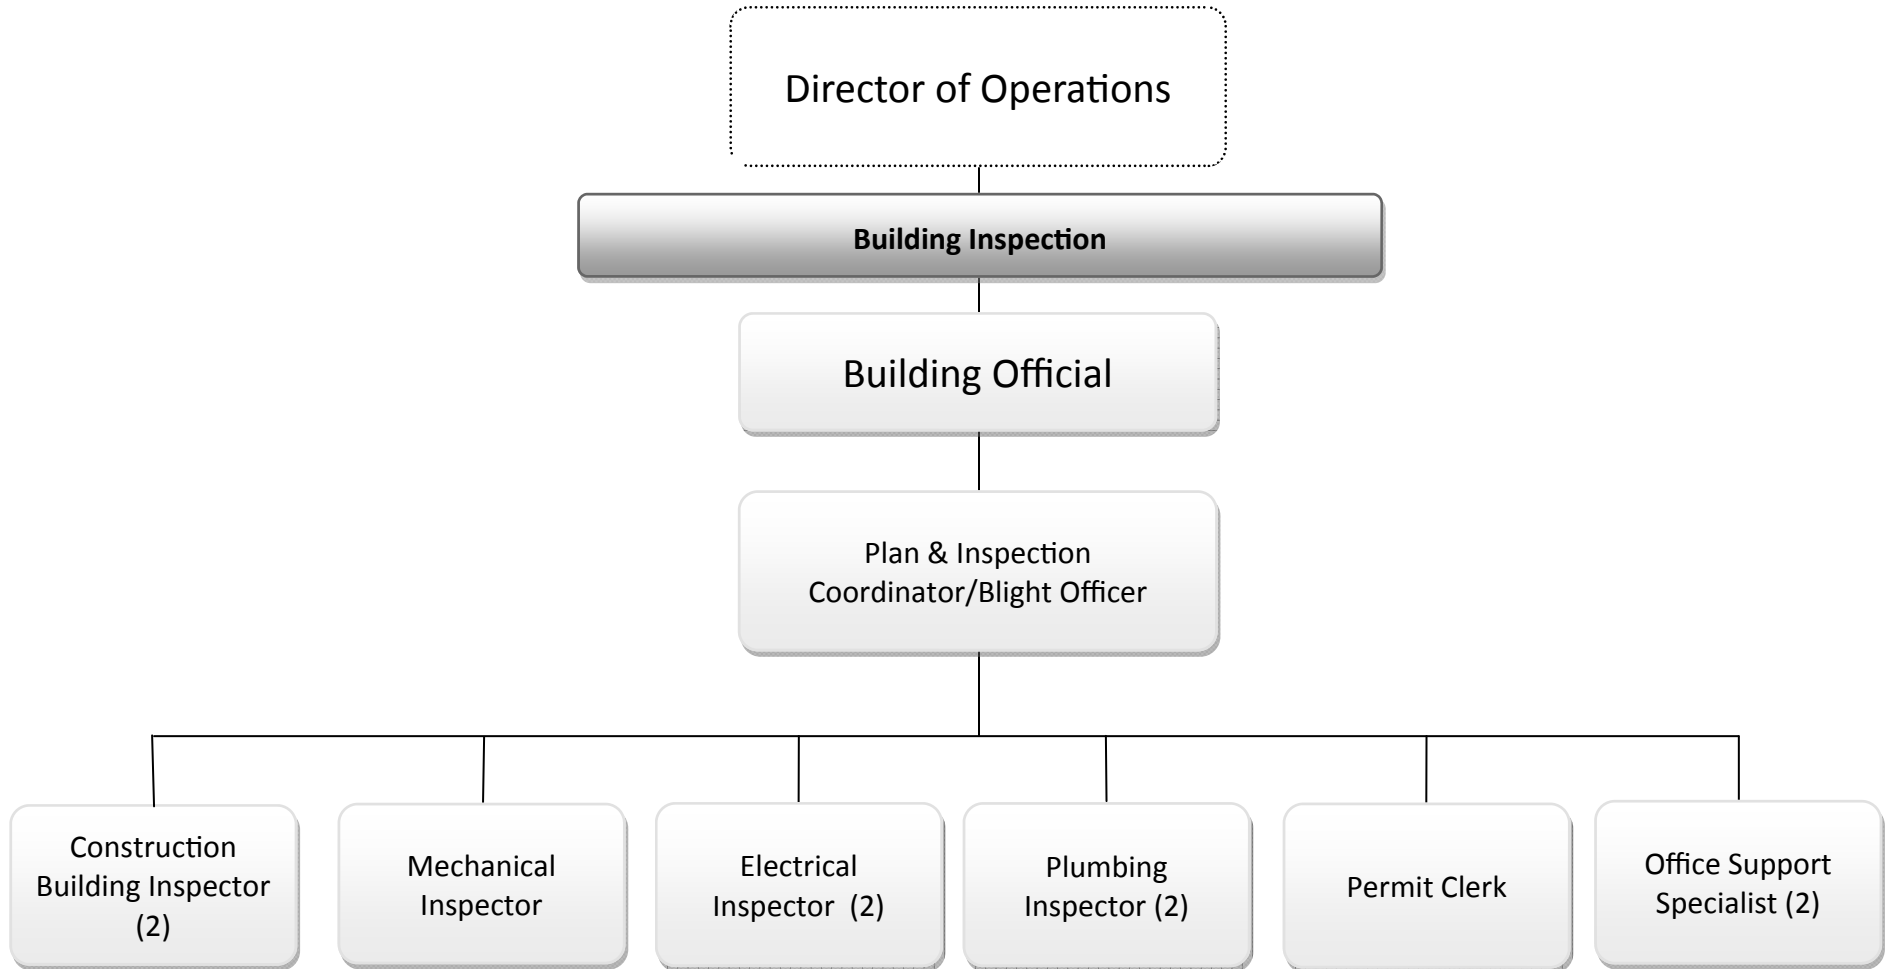 Director of Operations
Building Inspection
Building Official
Plan & Inspection
Coordinator/Blight Officer
Construction
Building Inspector
(2)
Mechanical
Inspector
Electrical
Inspector (2)
Plumbing
Inspector (2)
Permit Clerk
Office Support
Specialist (2)